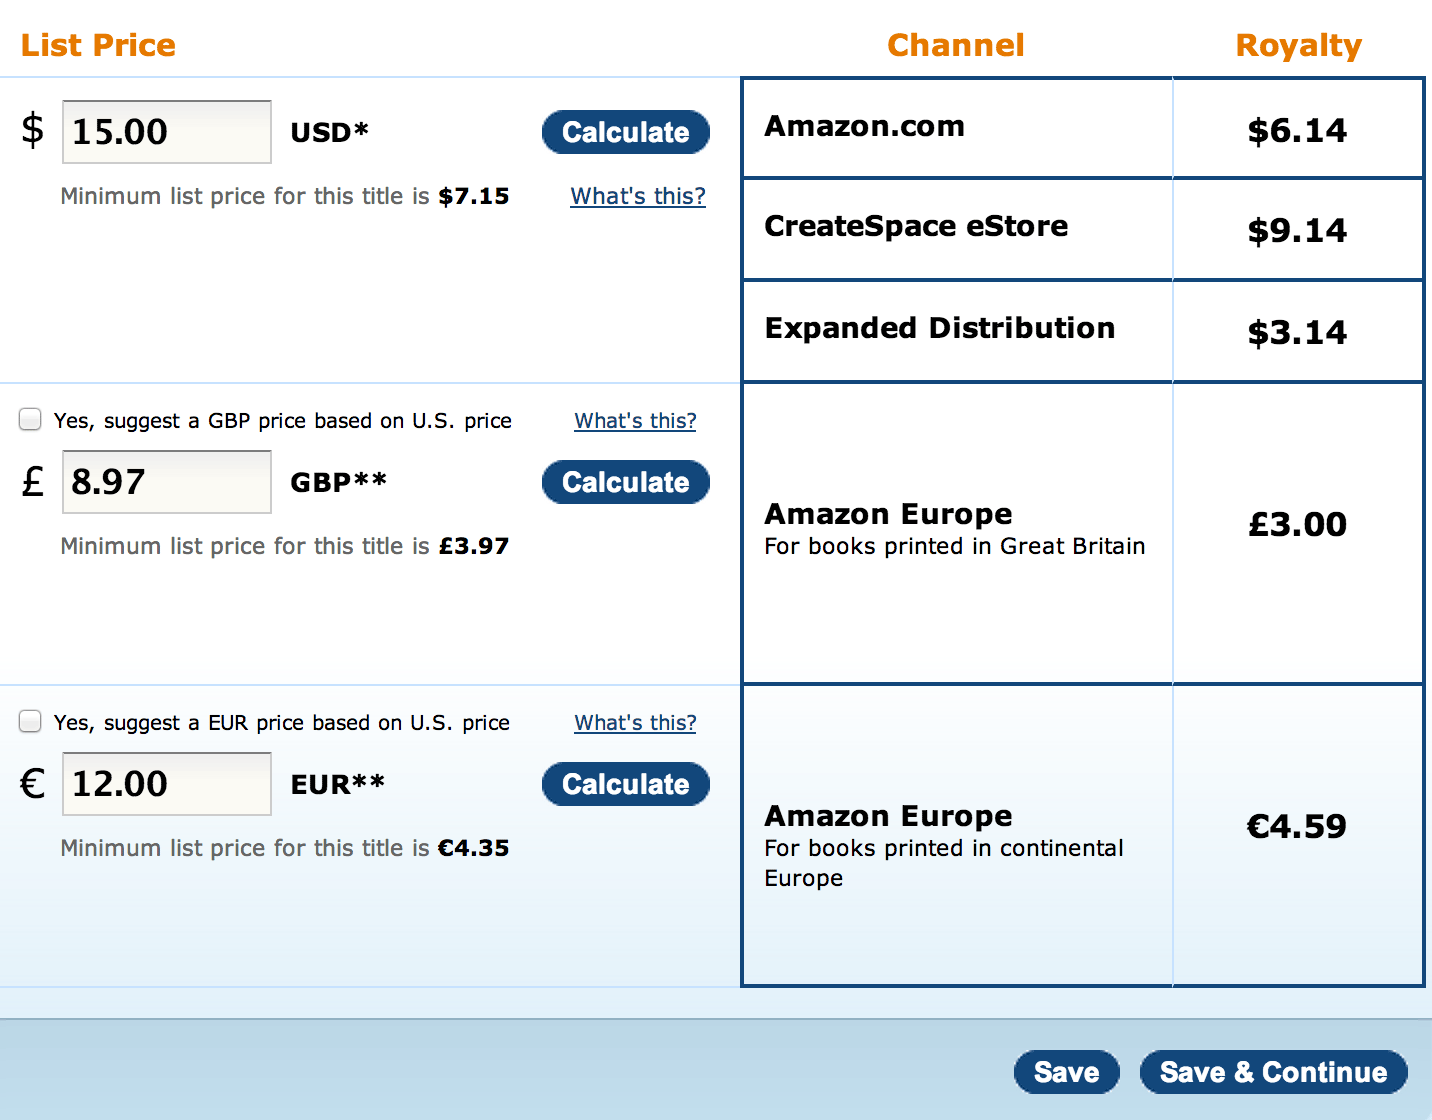 List Price Channel Royalty
$ 15.00 USD* Calculate
Minimum list price for this title is $7.15 What's this?
Amazon.com $6.14
CreateSpace eStore $9.14
Expanded Distribution $3.14
Yes, suggest a GBP price based on U.S. price What's this?
£ 8.97 GBP** Calculate
Minimum list price for this title is £3.97
Amazon Europe
For books printed in Great Britain
£3.00
Yes, suggest a EUR price based on U.S. price What's this?
€ 12.00 EUR** Calculate
Minimum list price for this title is €4.35
Amazon Europe
For books printed in continental
Europe
€4.59
Save Save & Continue